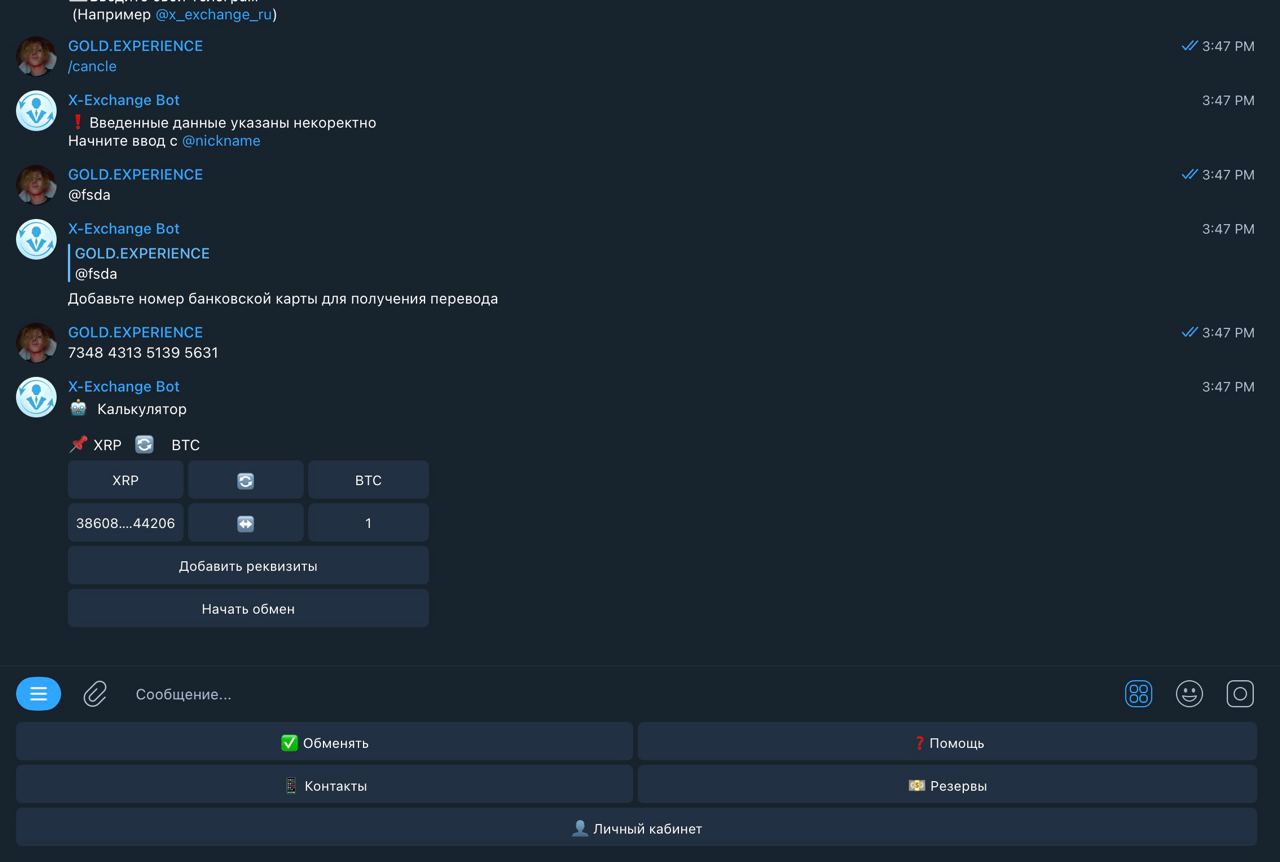 (Например @x_exchange_ru)
GOLD.EXPERIENCE 3:47 PM
/cancle
X-Exchange Bot 3:47 PM
❗ Введенные данные указаны некоректно
Начните ввод с @nickname
GOLD.EXPERIENCE 3:47 PM
@fsda
X-Exchange Bot 3:47 PM
GOLD.EXPERIENCE
@fsda
Добавьте номер банковской карты для получения перевода
GOLD.EXPERIENCE 3:47 PM
7348 4313 5139 5631
X-Exchange Bot 3:47 PM
🤖 Калькулятор
📌 XRP 🔄 BTC
XRP 🔄 BTC
38608....44206 ↔️ 1
Добавить реквизиты
Начать обмен
Сообщение...
✅ Обменять ❓ Помощь
📱 Контакты 💴 Резервы
👤 Личный кабинет